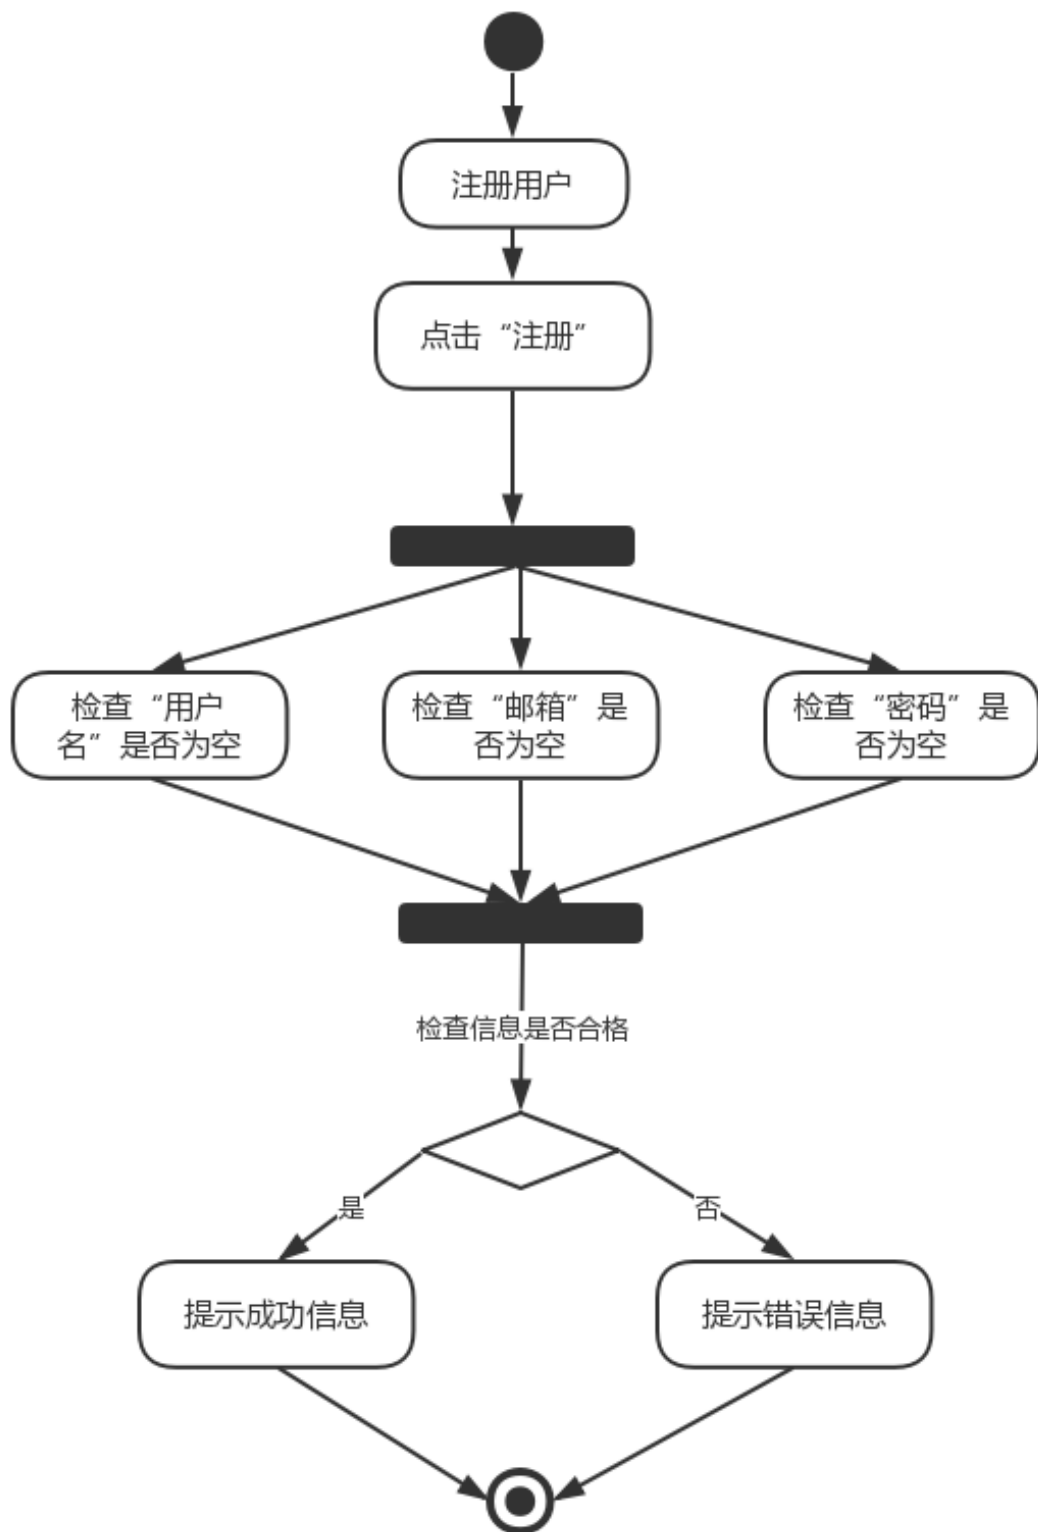 注册用户
点击“注册”
检查“用户
名”是否为空
检查“邮箱”是
否为空
检查“密码”是
否为空
检查信息是否合格
是
否
提示成功信息
提示错误信息